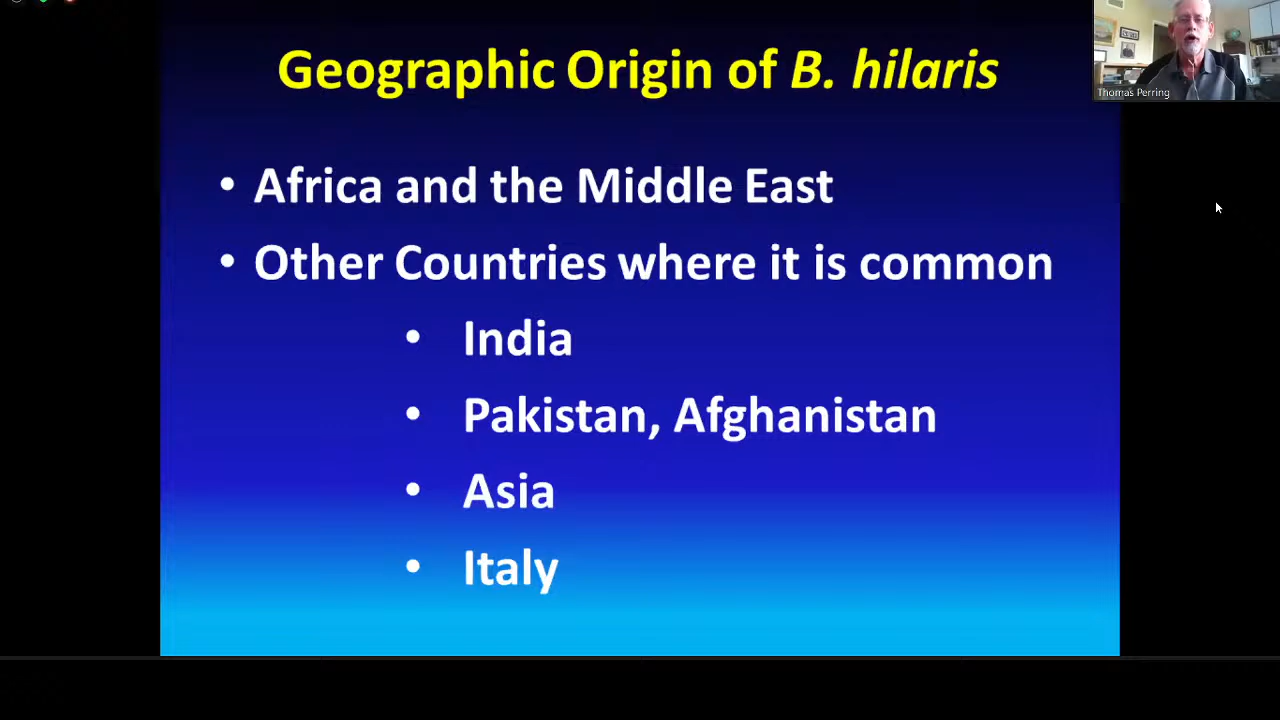 Geographic Origin of B. hilaris
Thomas Perring
• Africa and the Middle East
• Other Countries where it is common
• India
• Pakistan, Afghanistan
• Asia
• Italy